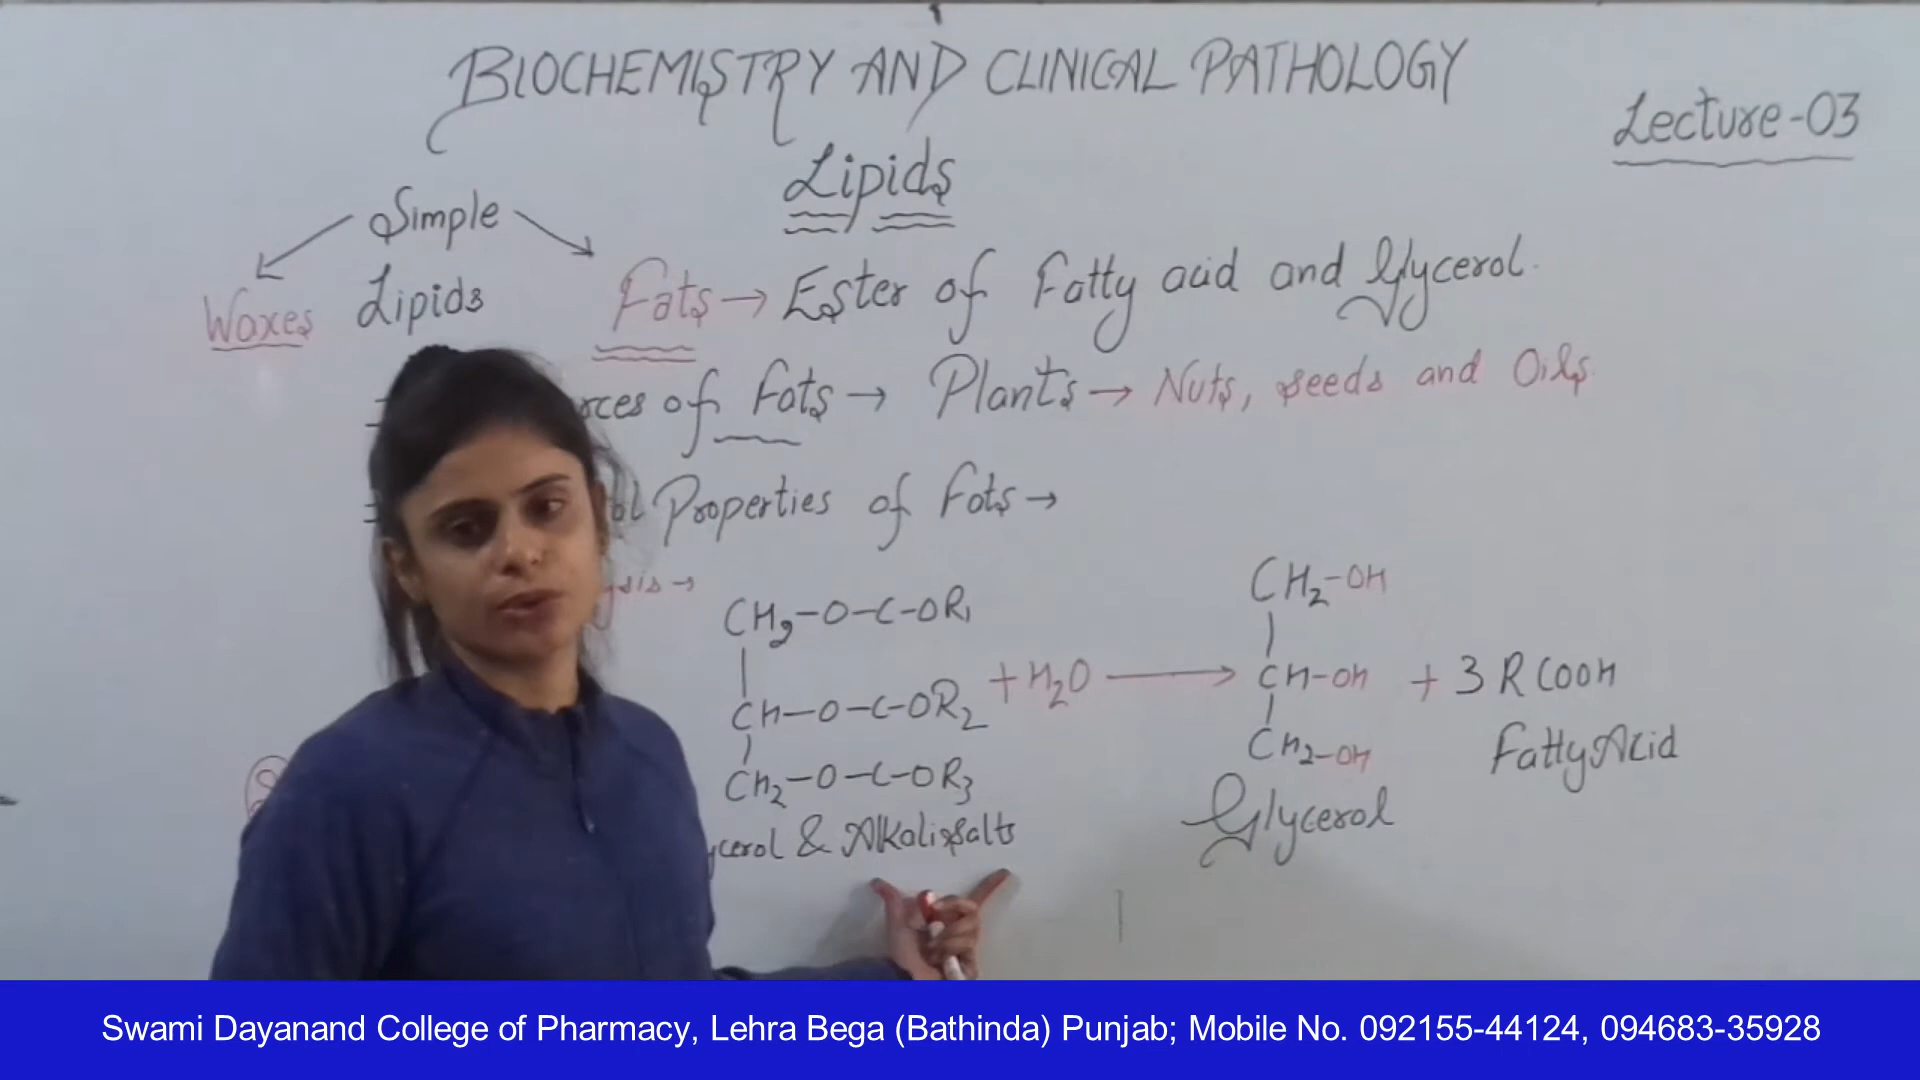 BIOCHEMISTRY AND CLINICAL PATHOLOGY
Lecture-03
Lipids
Simple
Waxes Lipids
Fats → Ester of Fatty acid and Glycerol.
of Fats → Plants → Nuts, seeds and Oils.
Properties of Fats →
CH2-O-C-OR1
CH-O-C-OR2 + H2O → CH-OH + 3 RCOOH
CH2-O-C-OR3
CH2-OH
CH2-OH
Glycerol
Fatty Acid
& Alkali salts
Swami Dayanand College of Pharmacy, Lehra Bega (Bathinda) Punjab; Mobile No. 092155-44124, 094683-35928